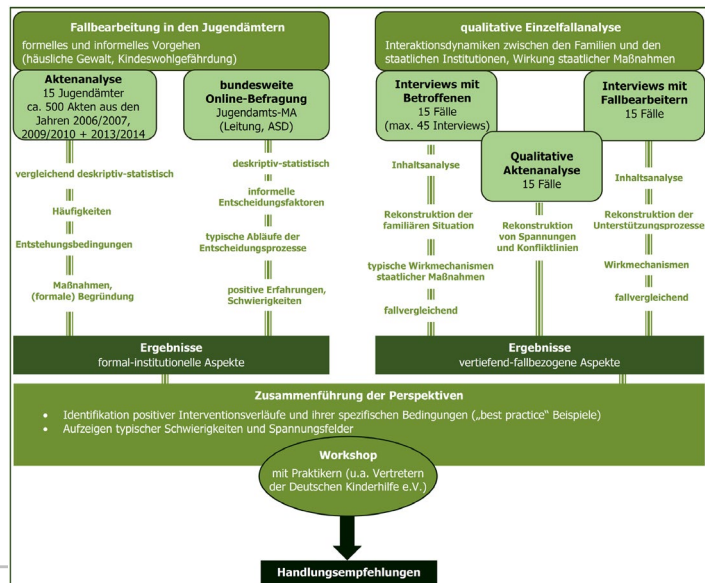 Fallbearbeitung in den Jugendämtern
formelles und informelles Vorgehen
(häusliche Gewalt, Kindeswohlgefährdung)
Aktenanalyse
15 Jugendämter
ca. 500 Akten aus den
Jahren 2006/2007,
2009/2010 + 2013/2014
vergleichend deskriptiv-statistisch
Häufigkeiten
Entstehungsbedingungen
Maßnahmen,
(formale) Begründung
bundesweite
Online-Befragung
Jugendamts-MA
(Leitung, ASD)
deskriptiv-statistisch
informelle
Entscheidungsfaktoren
typische Abläufe der
Entscheidungsprozesse
positive Erfahrungen,
Schwierigkeiten
Ergebnisse
formal-institutionelle Aspekte
qualitative Einzelfallanalyse
Interaktionsdynamiken zwischen den Familien und den
staatlichen Institutionen, Wirkung staatlicher Maßnahmen
Interviews mit
Betroffenen
15 Fälle
(max. 45 Interviews)
Inhaltsanalyse
Rekonstruktion der
familiären Situation
typische Wirkmechanismen
staatlicher Maßnahmen
fallvergleichend
Qualitative
Aktenanalyse
15 Fälle
Rekonstruktion
von Spannungen
und Konfliktlinien
Interviews mit
Fallbearbeitern
15 Fälle
Inhaltsanalyse
Rekonstruktion der
Unterstützungsprozesse
Wirkmechanismen
fallvergleichend
Ergebnisse
vertiefend-fallbezogene Aspekte
Zusammenführung der Perspektiven
• Identifikation positiver Interventionsverläufe und ihrer spezifischen Bedingungen („best practice“ Beispiele)
• Aufzeigen typischer Schwierigkeiten und Spannungsfelder
Workshop
mit Praktikern (u.a. Vertretern
der Deutschen Kinderhilfe e.V.)
Handlungsempfehlungen